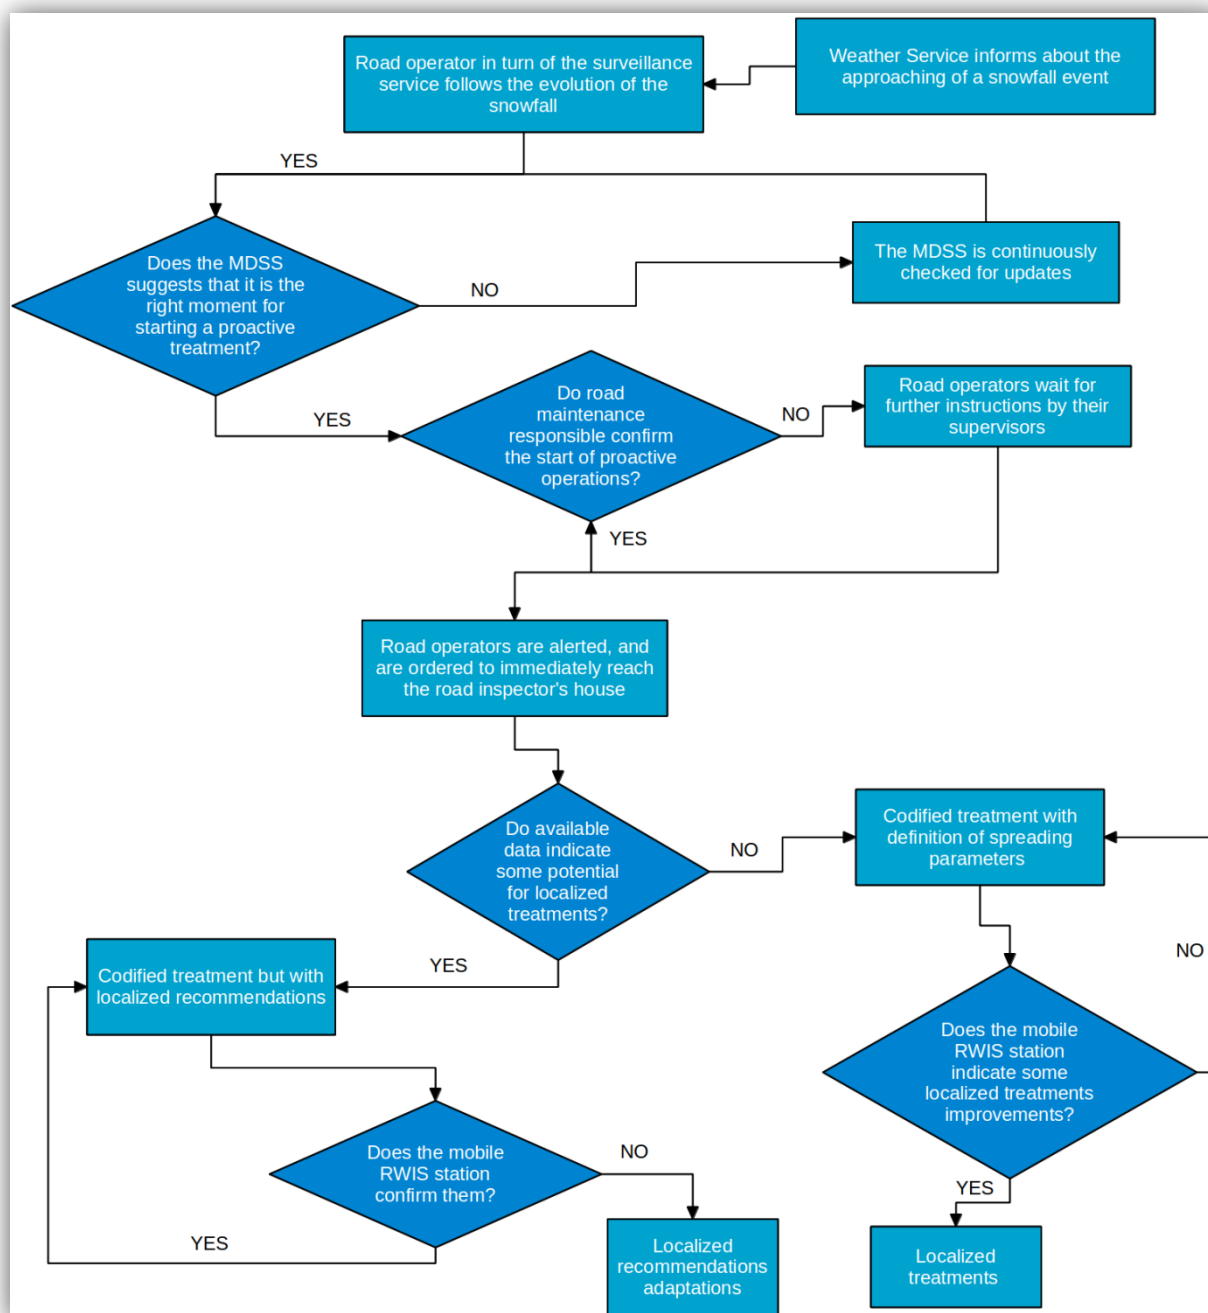 Road operator in turn of the surveillance
service follows the evolution of the
snowfall
Weather Service informs about the
approaching of a snowfall event
YES
Does the MDSS
suggests that it is the
right moment for
starting a proactive
treatment?
NO
The MDSS is continuously
checked for updates
YES
Do road
maintenance
responsible confirm
the start of proactive
operations?
NO
Road operators wait for
further instructions by their
supervisors
YES
Road operators are alerted, and
are ordered to immediately reach
the road inspector's house
Do available
data indicate
some potential
for localized
treatments?
NO
Codified treatment with
definition of spreading
parameters
YES
NO
Codified treatment but with
localized recommendations
Does the mobile
RWIS station
indicate some
localized treatments
improvements?
Does the mobile
RWIS station
confirm them?
NO
YES
YES
Localized
recommendations
adaptations
Localized
treatments